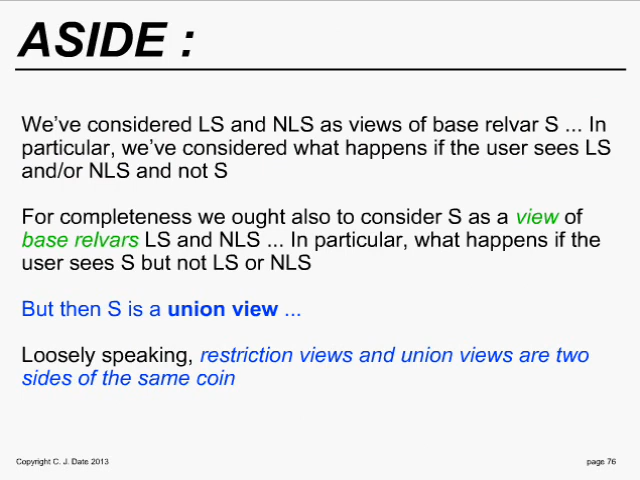 ASIDE :
We've considered LS and NLS as views of base relvar S ... In
particular, we've considered what happens if the user sees LS
and/or NLS and not S
For completeness we ought also to consider S as a view of
base relvars LS and NLS ... In particular, what happens if the
user sees S but not LS or NLS
But then S is a union view ...
Loosely speaking, restriction views and union views are two
sides of the same coin
Copyright C. J. Date 2013
page 76